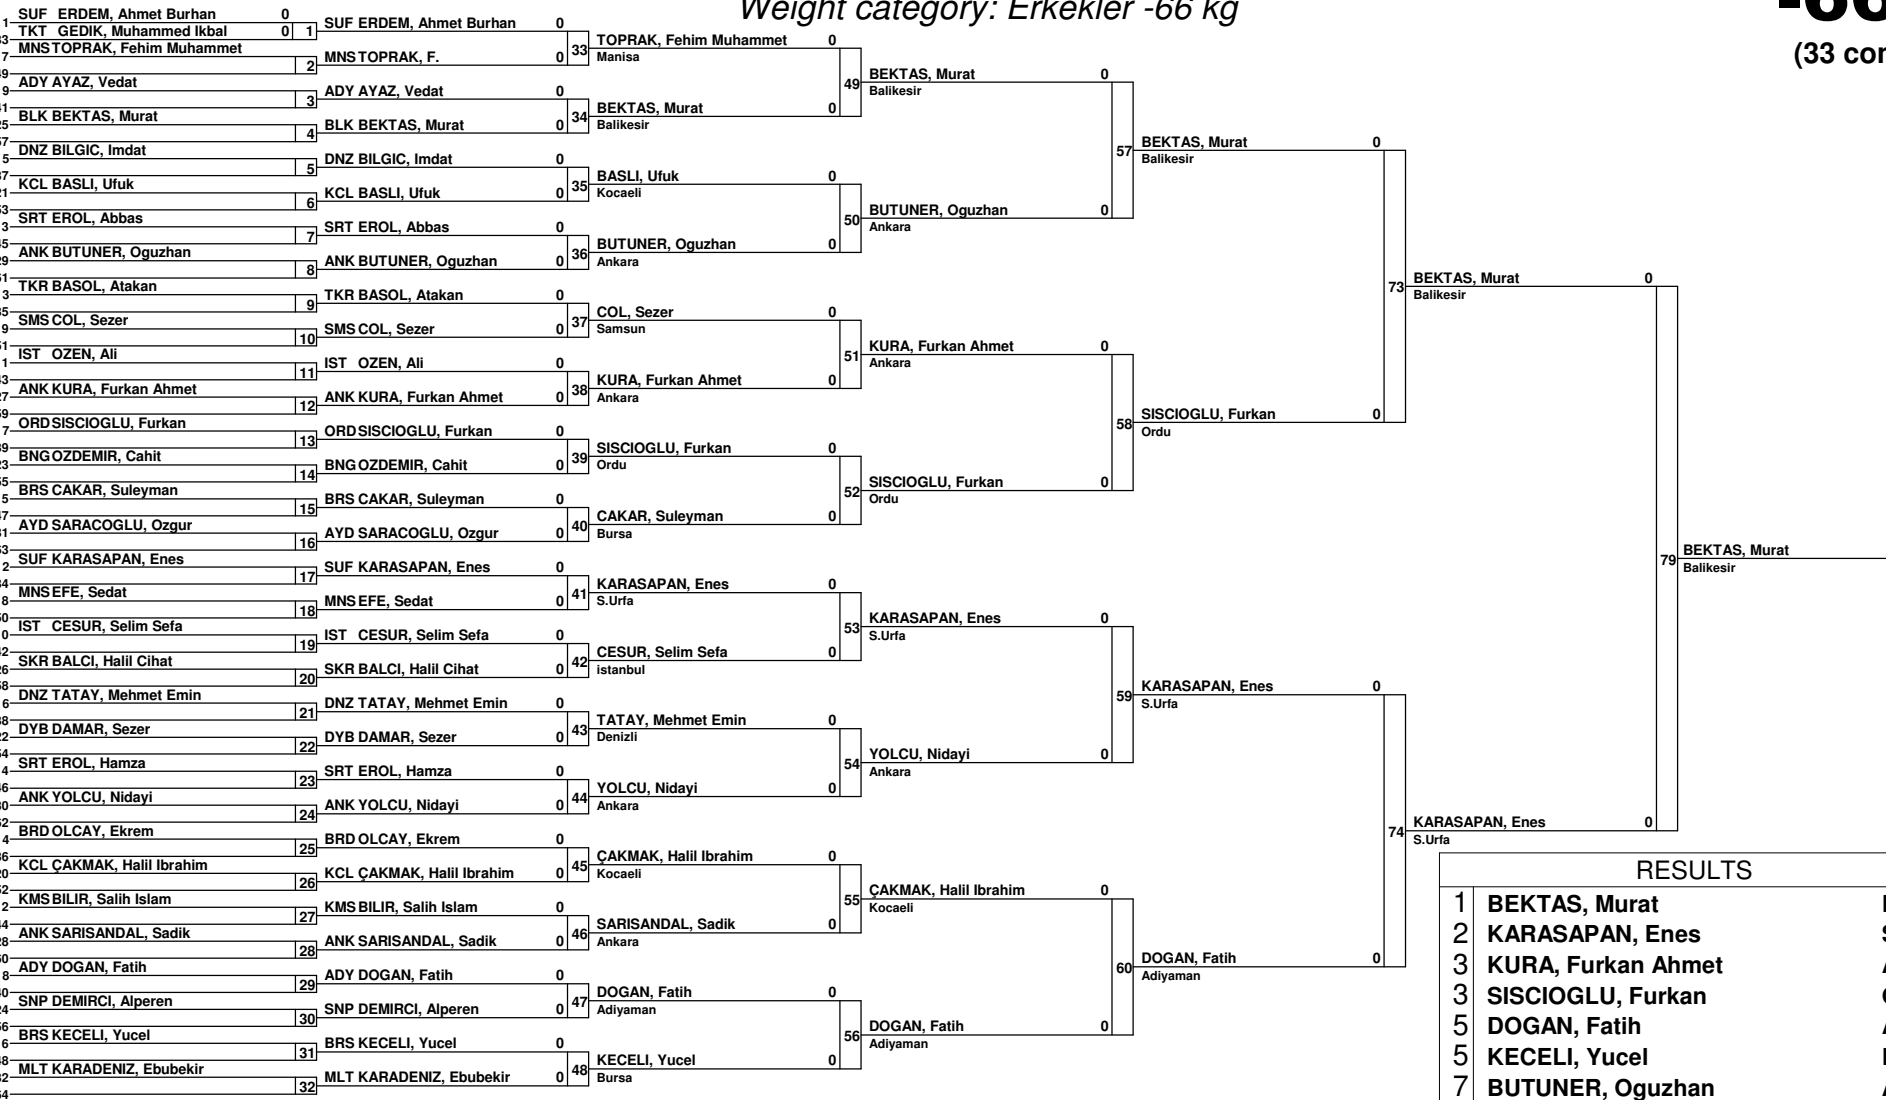 Weight category: Erkekler -66 kg
-66
(33 cor
SUF ERDEM, Ahmet Burhan 0
TKT GEDIK, Muhammed Ikbal 0 1
MNS TOPRAK, Fehim Muhammet
2
ADY AYAZ, Vedat
3
BLK BEKTAS, Murat
4
DNZ BILGIC, Imdat
5
KCL BASLI, Ufuk
6
SRT EROL, Abbas
7
ANK BUTUNER, Oguzhan
8
TKR BASOL, Atakan
9
SMS COL, Sezer
10
IST OZEN, Ali
11
ANK KURA, Furkan Ahmet
12
ORD SISCIOGLU, Furkan
13
BNG OZDEMIR, Cahit
14
BRS CAKAR, Suleyman
15
AYD SARACOGLU, Ozgur
16
SUF KARASAPAN, Enes
17
MNS EFE, Sedat
18
IST CESUR, Selim Sefa
19
SKR BALCI, Halil Cihat
20
DNZ TATAY, Mehmet Emin
21
DYB DAMAR, Sezer
22
SRT EROL, Hamza
23
ANK YOLCU, Nidayi
24
BRD OLCAY, Ekrem
25
KCL ÇAKMAK, Halil Ibrahim
26
KMS BILIR, Salih Islam
27
ANK SARISANDAL, Sadik
28
ADY DOGAN, Fatih
29
SNP DEMIRCI, Alperen
30
BRS KECELI, Yucel
31
MLT KARADENIZ, Ebubekir
32
SUF ERDEM, Ahmet Burhan 0
33
MNS TOPRAK, F. 0
ADY AYAZ, Vedat 0
34
BLK BEKTAS, Murat 0
DNZ BILGIC, Imdat 0
35
KCL BASLI, Ufuk 0
SRT EROL, Abbas 0
36
ANK BUTUNER, Oguzhan 0
TKR BASOL, Atakan 0
37
SMS COL, Sezer 0
IST OZEN, Ali 0
38
ANK KURA, Furkan Ahmet 0
ORD SISCIOGLU, Furkan 0
39
BNG OZDEMIR, Cahit 0
BRS CAKAR, Suleyman 0
40
AYD SARACOGLU, Ozgur 0
SUF KARASAPAN, Enes 0
41
MNS EFE, Sedat 0
IST CESUR, Selim Sefa 0
42
SKR BALCI, Halil Cihat 0
DNZ TATAY, Mehmet Emin 0
43
DYB DAMAR, Sezer 0
SRT EROL, Hamza 0
44
ANK YOLCU, Nidayi 0
BRD OLCAY, Ekrem 0
45
KCL ÇAKMAK, Halil Ibrahim 0
KMS BILIR, Salih Islam 0
46
ANK SARISANDAL, Sadik 0
ADY DOGAN, Fatih 0
47
SNP DEMIRCI, Alperen 0
BRS KECELI, Yucel 0
48
MLT KARADENIZ, Ebubekir 0
TOPRAK, Fehim Muhammet 0
Manisa
49
BEKTAS, Murat 0
Balikesir
BASLI, Ufuk 0
Kocaeli
50
BUTUNER, Oguzhan 0
Ankara
COL, Sezer 0
Samsun
51
KURA, Furkan Ahmet 0
Ankara
SISCIOGLU, Furkan 0
Ordu
52
CAKAR, Suleyman 0
Bursa
KARASAPAN, Enes 0
S.Urfa
53
CESUR, Selim Sefa 0
istanbul
TATAY, Mehmet Emin 0
Denizli
54
YOLCU, Nidayi 0
Ankara
ÇAKMAK, Halil Ibrahim 0
Kocaeli
55
SARISANDAL, Sadik 0
Ankara
DOGAN, Fatih 0
Adiyaman
56
KECELI, Yucel 0
Bursa
BEKTAS, Murat 0
Balikesir
57
BUTUNER, Oguzhan 0
Ankara
KURA, Furkan Ahmet 0
Ankara
58
SISCIOGLU, Furkan 0
Ordu
KARASAPAN, Enes 0
S.Urfa
59
YOLCU, Nidayi 0
Ankara
ÇAKMAK, Halil Ibrahim 0
Kocaeli
60
DOGAN, Fatih 0
Adiyaman
BEKTAS, Murat 0
Balikesir
73
SISCIOGLU, Furkan 0
Ordu
KARASAPAN, Enes 0
S.Urfa
74
DOGAN, Fatih 0
Adiyaman
BEKTAS, Murat 0
Balikesir
79
KARASAPAN, Enes 0
S.Urfa
BEKTAS, Murat
Balikesir
RESULTS
1 BEKTAS, Murat
2 KARASAPAN, Enes
3 KURA, Furkan Ahmet
3 SISCIOGLU, Furkan
5 DOGAN, Fatih
5 KECELI, Yucel
7 BUTUNER, Oguzhan